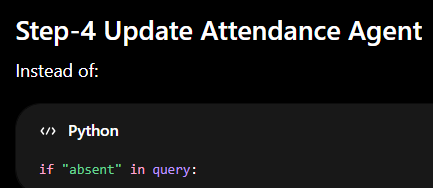 Step-4 Update Attendance Agent
Instead of:
</> Python
if "absent" in query: